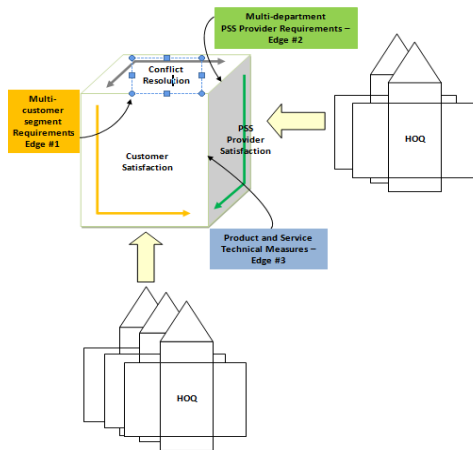 Multi-department
PSS Provider Requirements –
Edge #2
Conflict
Resolution
Multi-
customer
segment
Requirements
Edge #1
Customer
Satisfaction
PSS
Provider
Satisfaction
HOQ
Product and Service
Technical Measures –
Edge #3
HOQ